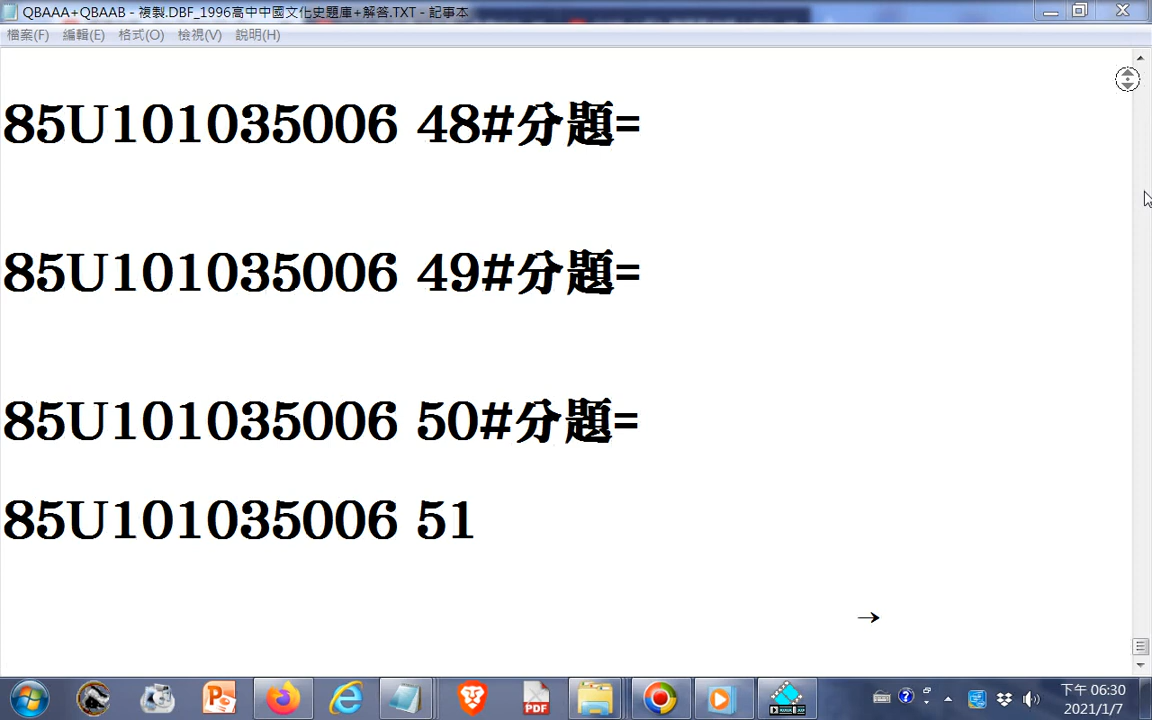 QBAAA+QBAAB - 複製.DBF_1996高中中國文化史題庫+解答.TXT - 記事本
檔案(F) 編輯(E) 格式(O) 檢視(V) 說明(H)
85U101035006 48#分題=
85U101035006 49#分題=
85U101035006 50#分題=
85U101035006 51
→
PDF
下午 06:30
2021/1/7